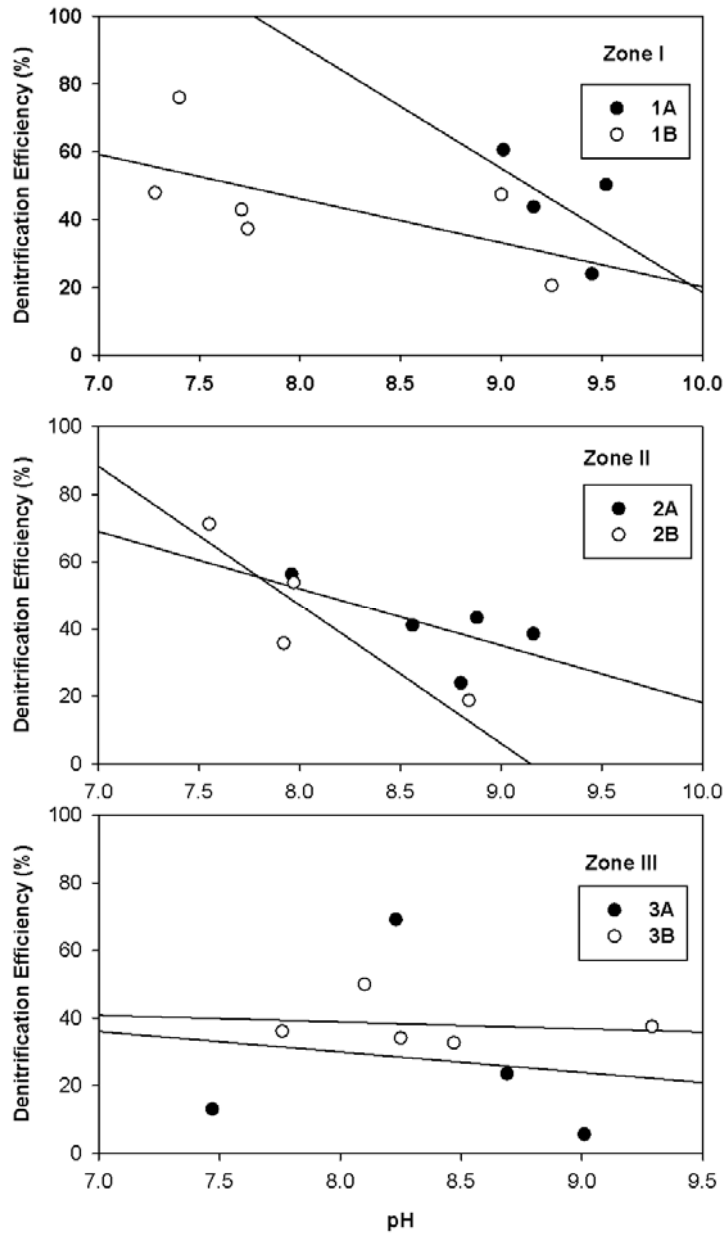 Denitrification Efficiency (%)
100
80
60
40
20
0
Zone I
1A
1B
7.0 7.5 8.0 8.5 9.0 9.5 10.0
Denitrification Efficiency (%)
100
80
60
40
20
0
Zone II
2A
2B
7.0 7.5 8.0 8.5 9.0 9.5 10.0
Denitrification Efficiency (%)
100
80
60
40
20
0
Zone III
3A
3B
7.0 7.5 8.0 8.5 9.0 9.5
pH